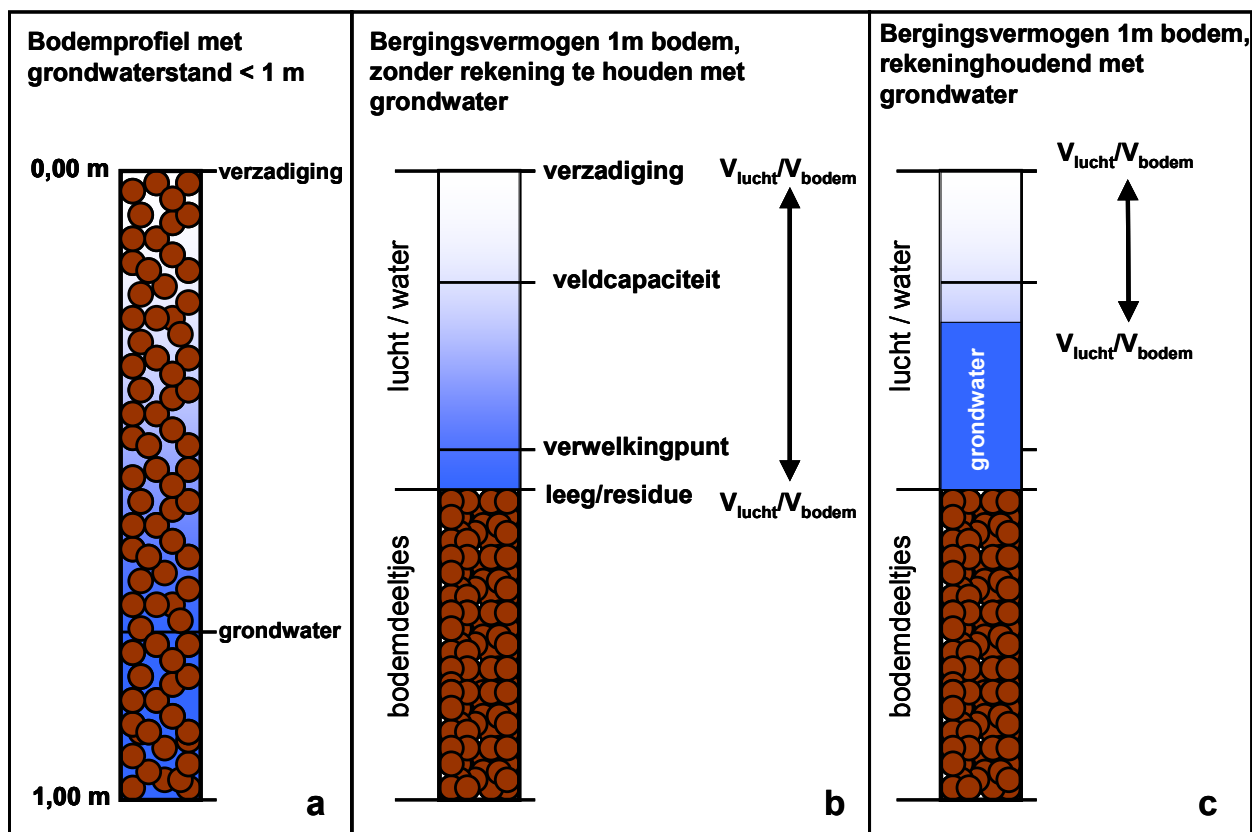 Bodemprofiel met
grondwaterstand < 1 m
0,00 m
verzadiging
grondwater
1,00 m
a
Bergingsvermogen 1m bodem,
zonder rekening te houden met
grondwater
verzadiging
Vlucht/Vbodem
lucht / water
veldcapaciteit
verwelkingpunt
leeg/residue
Vlucht/Vbodem
bodemdeeltjes
b
Bergingsvermogen 1m bodem,
rekeninghoudend met
grondwater
Vlucht/Vbodem
lucht / water
Vlucht/Vbodem
grondwater
bodemdeeltjes
c